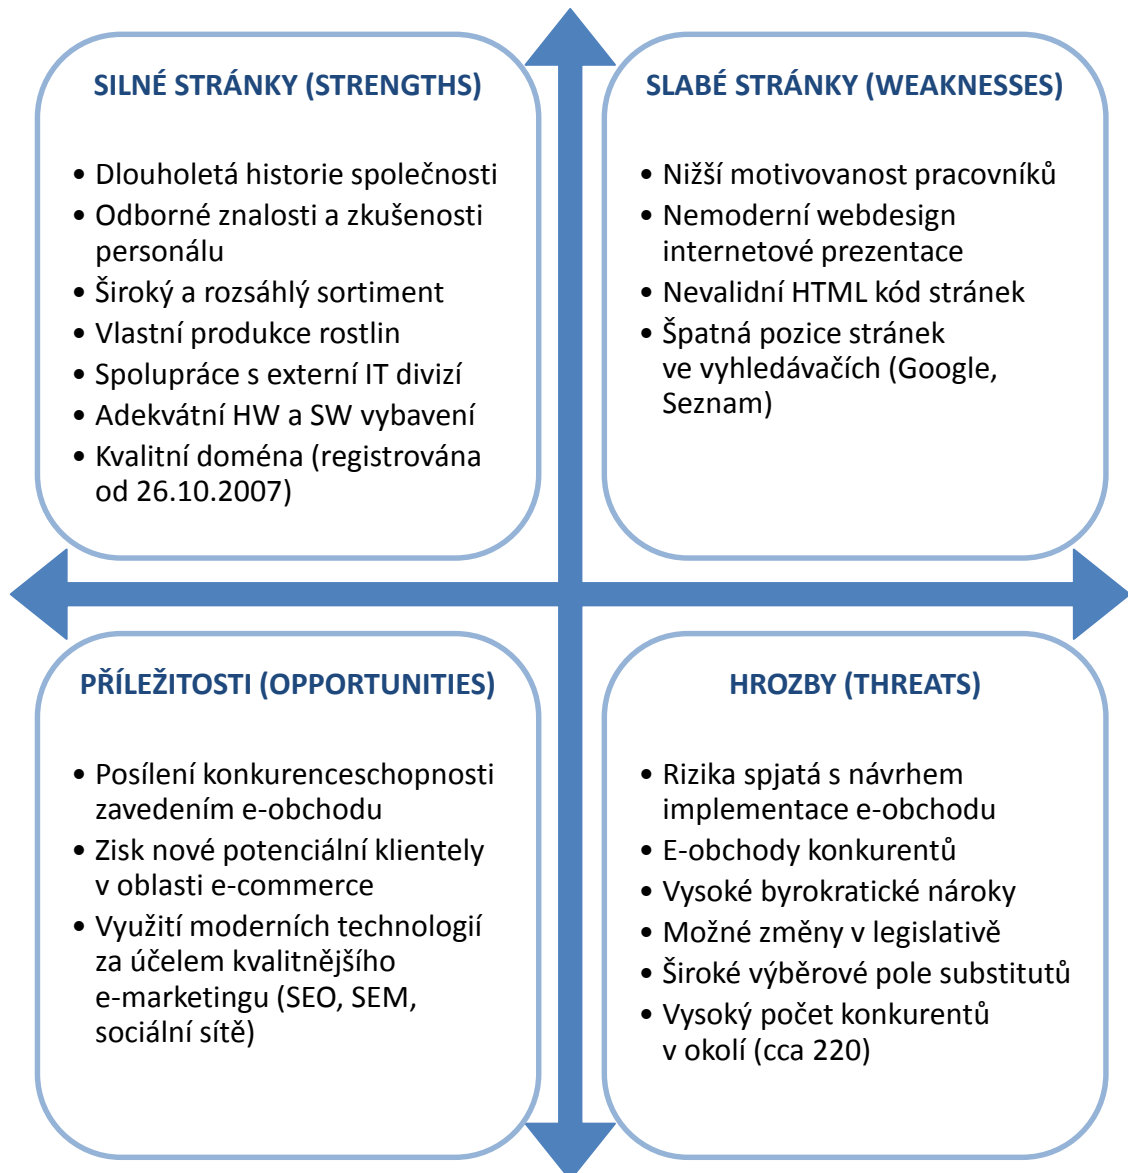 SILNÉ STRÁNKY (STRENGTHS)
• Dlouholetá historie společnosti
• Odborné znalosti a zkušenosti
personálu
• Široký a rozsáhlý sortiment
• Vlastní produkce rostlin
• Spolupráce s externí IT divizí
• Adekvátní HW a SW vybavení
• Kvalitní doména (registrována
od 26.10.2007)
SLABÉ STRÁNKY (WEAKNESSES)
• Nižší motivovanost pracovníků
• Nemoderní webdesign
internetové prezentace
• Nevalidní HTML kód stránek
• Špatná pozice stránek
ve vyhledávačích (Google,
Seznam)
PŘÍLEŽITOSTI (OPPORTUNITIES)
• Posílení konkurenceschopnosti
zavedením e-obchodu
• Zisk nové potenciální klientely
v oblasti e-commerce
• Využití moderních technologií
za účelem kvalitnějšího
e-marketingu (SEO, SEM,
sociální sítě)
HROZBY (THREATS)
• Rizika spjatá s návrhem
implementace e-obchodu
• E-obchody konkurentů
• Vysoké byrokratické nároky
• Možné změny v legislativě
• Široké výběrové pole substitutů
• Vysoký počet konkurentů
v okolí (cca 220)